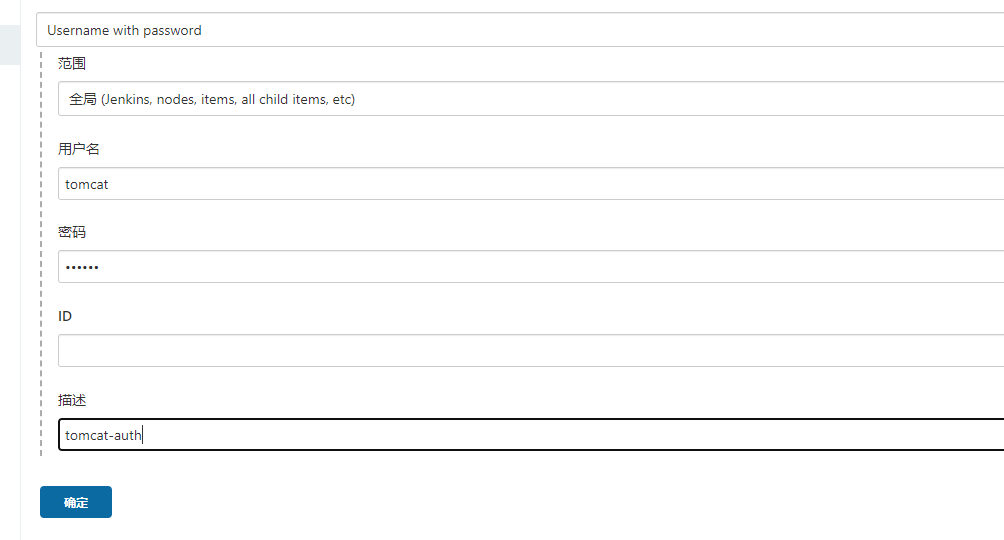 Username with password
范围
全局 (Jenkins, nodes, items, all child items, etc)
用户名
tomcat
密码
••••••
ID
描述
tomcat-auth
确定